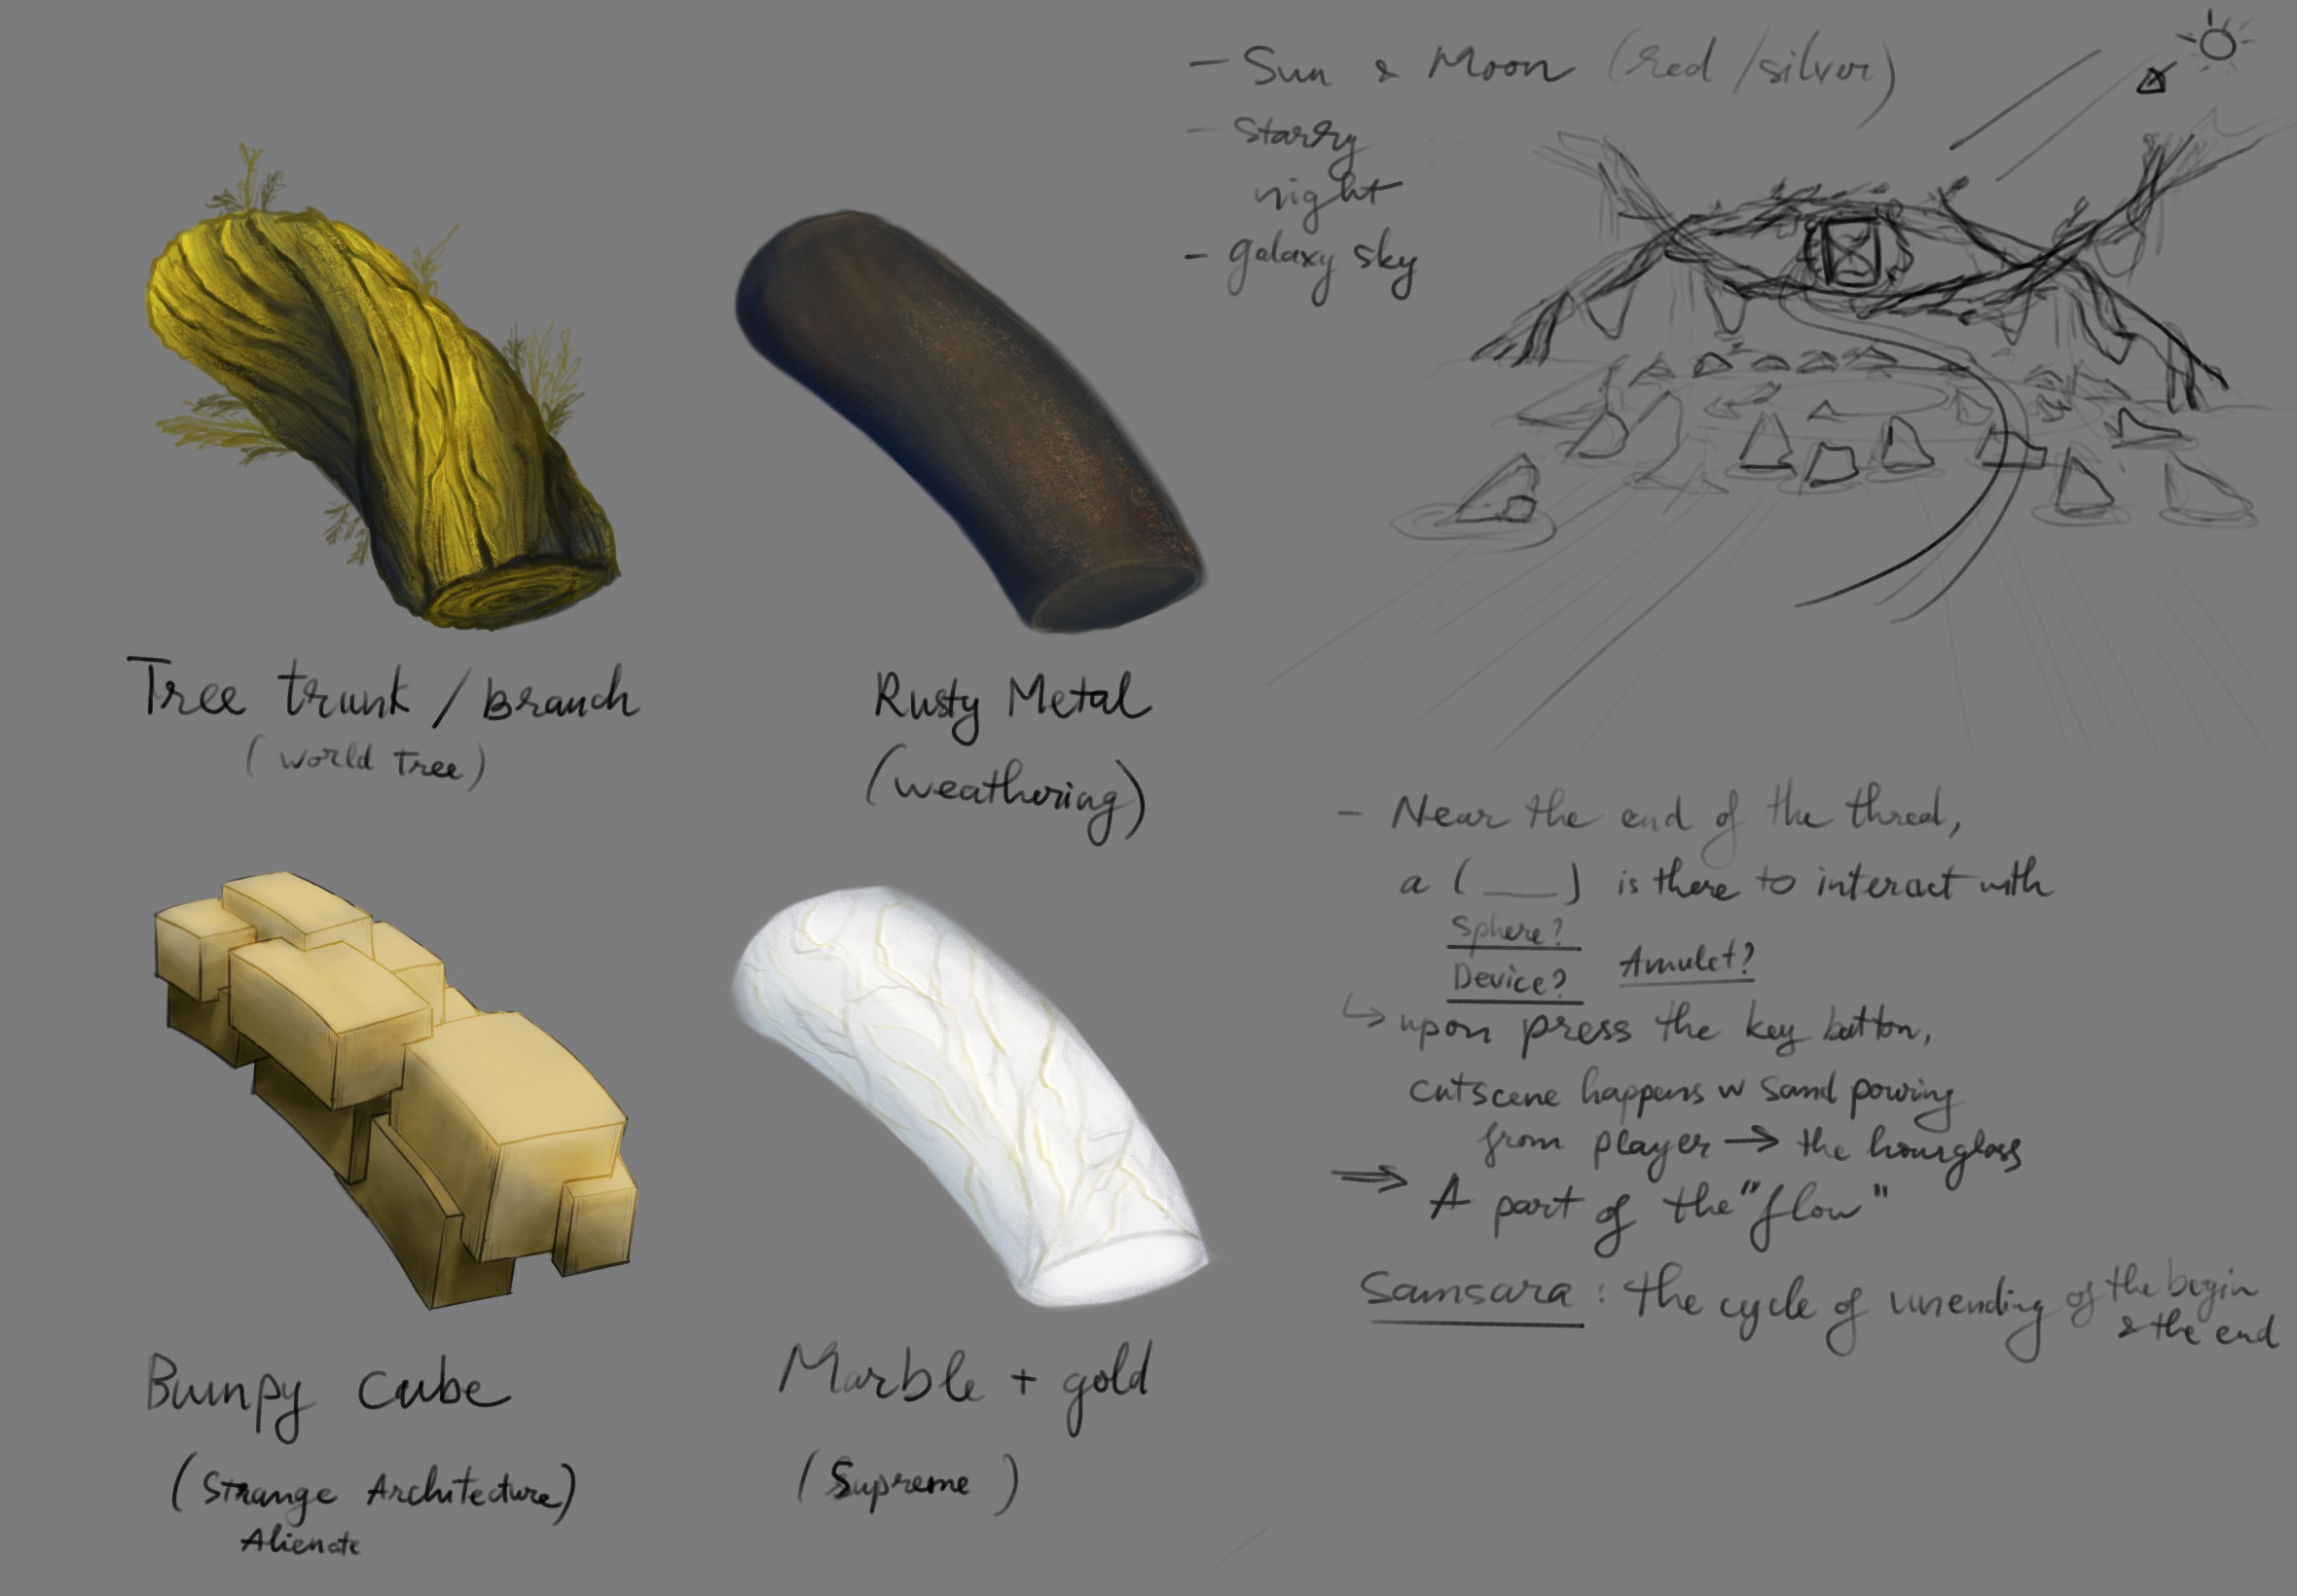 - Sun & Moon (red/silver)
- Starry
night
- galaxy sky
Tree trunk / Branch
(World Tree)
Rusty Metal
(weathering)
Bumpy Cube
(Strange Architecture)
Alienate
Marble + gold
(Supreme)
- Near the end of the thread,
a (___) is there to interact with
Sphere?
Device? Amulet?
↳ upon press the key button,
cutscene happens w sand pouring
from player → the hourglass
⇒ A part of the "flow"
Samsara : the cycle of unending of the begin
& the end